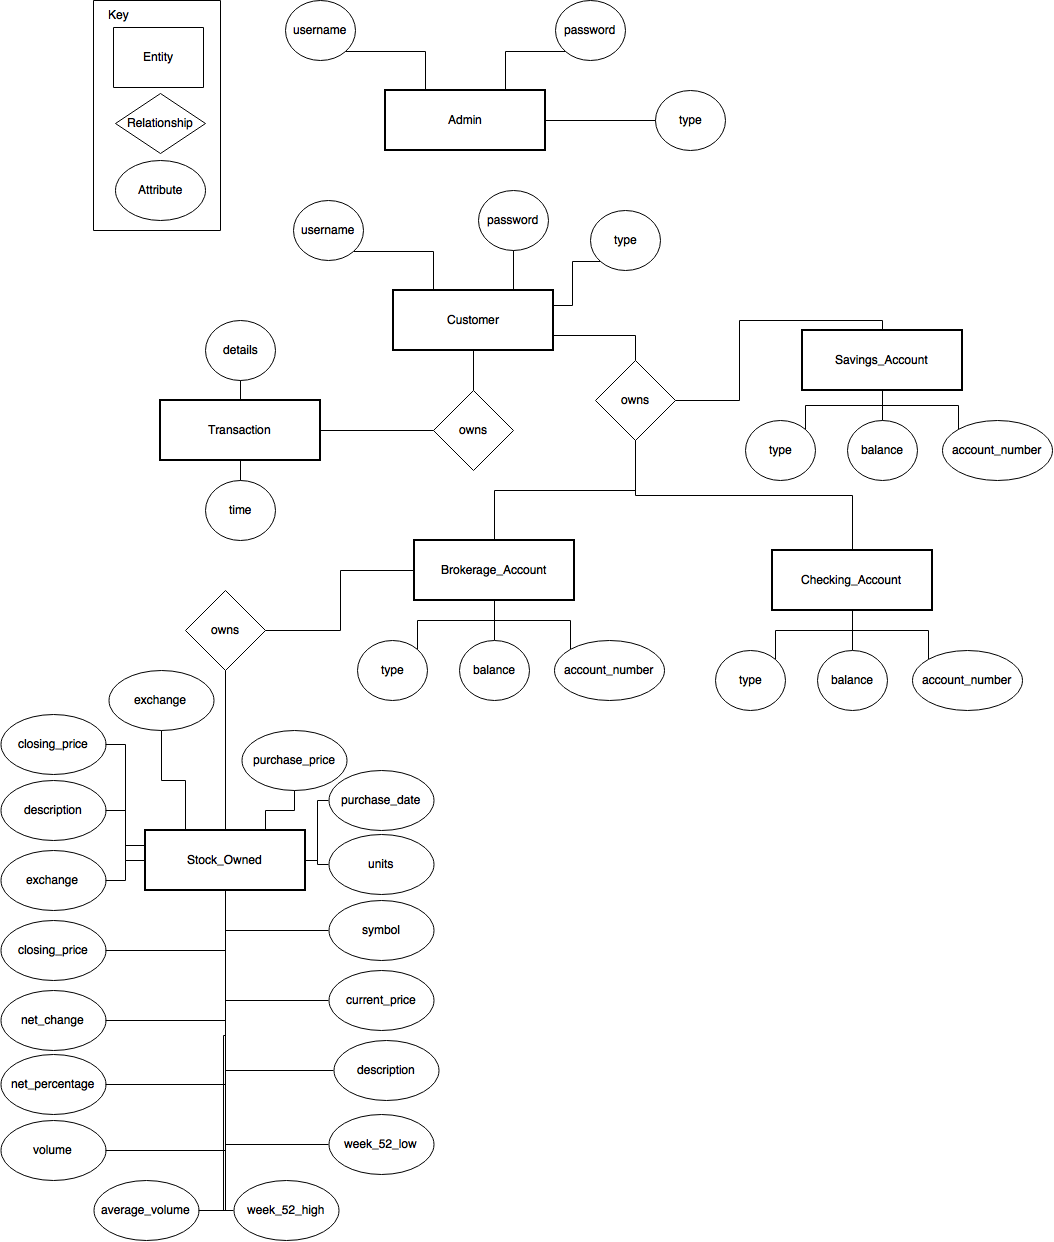 Key
Entity
Relationship
Attribute
username
password
Admin
type
username
password
type
Customer
details
Transaction
time
owns
owns
Savings_Account
type
balance
account_number
Brokerage_Account
type
balance
account_number
Checking_Account
type
balance
account_number
owns
exchange
closing_price
description
exchange
purchase_price
purchase_date
units
Stock_Owned
closing_price
symbol
net_change
current_price
net_percentage
description
volume
week_52_low
average_volume
week_52_high